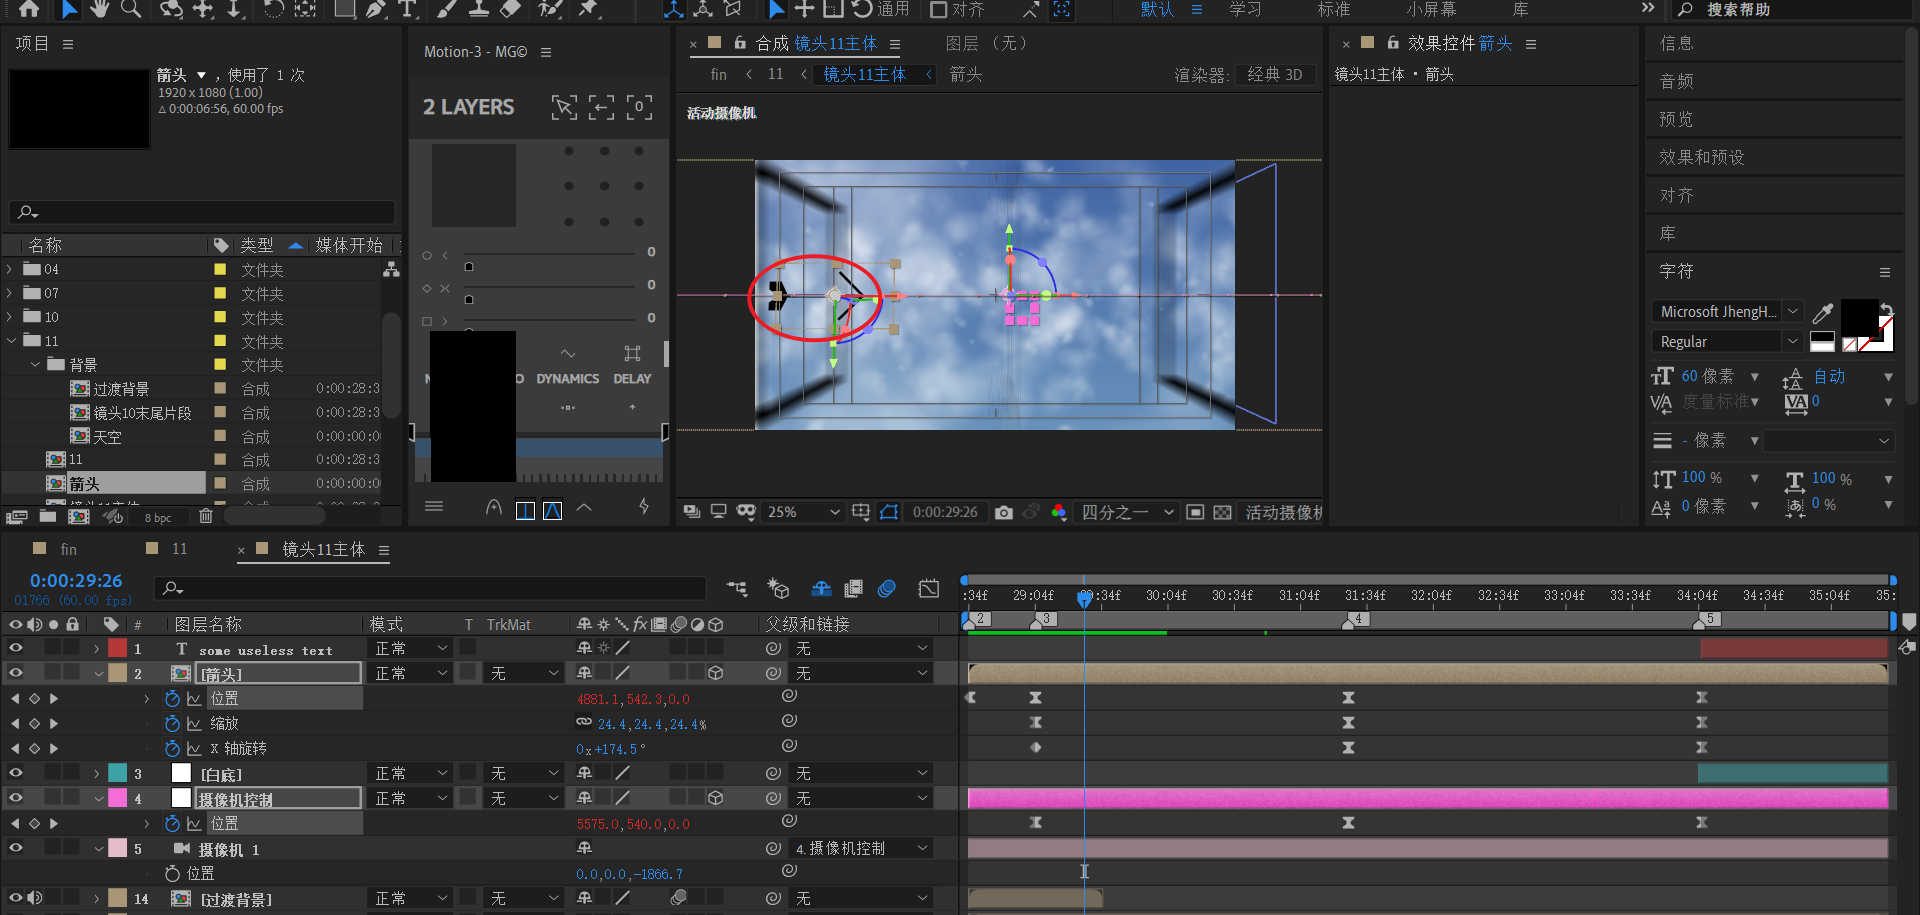 通用
对齐
默认
学习
标准
小屏幕
库
搜索帮助
项目
箭头 ▼ ，使用了 1 次
1920 x 1080 (1.00)
△ 0:00:06:56, 60.00 fps
名称
类型
媒体开始
04
文件夹
07
文件夹
10
文件夹
11
文件夹
背景
文件夹
过渡背景
合成
0:00:28:3
镜头10末尾片段
合成
0:00:28:3
天空
合成
0:00:00:0
11
合成
0:00:28:3
箭头
合成
0:00:00:0
8 bpc
Motion-3 - MG©
2 LAYERS
0
0
0
0
O
DYNAMICS
DELAY
合成 镜头11主体
图层 （无）
fin
11
镜头11主体
箭头
渲染器:
经典 3D
活动摄像机
25%
0:00:29:26
四分之一
活动摄像机
效果控件 箭头
镜头11主体 • 箭头
信息
音频
预览
效果和预设
对齐
库
字符
Microsoft JhengH...
Regular
60 像素
自动
度量标准
0
- 像素
100 %
100 %
0 像素
0 %
fin
11
镜头11主体
0:00:29:26
01766 (60.00 fps)
#
图层名称
模式
T TrkMat
父级和链接
:34f
29:04f
29:34f
30:04f
30:34f
31:04f
31:34f
32:04f
32:34f
33:04f
33:34f
34:04f
34:34f
35:04f
35:
2
3
4
5
1
T
some useless text
正常
无
2
[箭头]
正常
无
无
位置
4881.1,542.3,0.0
缩放
24.4,24.4,24.4%
X 轴旋转
0x+174.5°
3
[白底]
正常
无
无
4
摄像机控制
正常
无
无
位置
5575.0,540.0,0.0
5
摄像机 1
4.摄像机控制
位置
0.0,0.0,-1866.7
14
[过渡背景]
正常
无
无